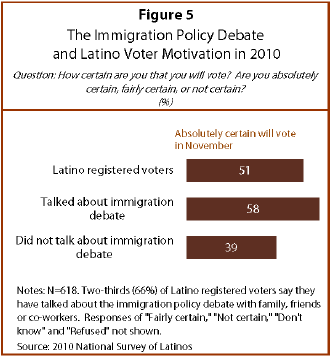 Figure 5
The Immigration Policy Debate
and Latino Voter Motivation in 2010
Question: How certain are you that you will vote? Are you absolutely
certain, fairly certain, or not certain?
(%)
Absolutely certain will vote
in November
Latino registered voters 51
Talked about immigration
debate 58
Did not talk about immigration
debate 39
Notes: N=618. Two-thirds (66%) of Latino registered voters say they
have talked about the immigration policy debate with family, friends
or co-workers. Responses of "Fairly certain," "Not certain," "Don't
know" and "Refused" not shown.
Source: 2010 National Survey of Latinos